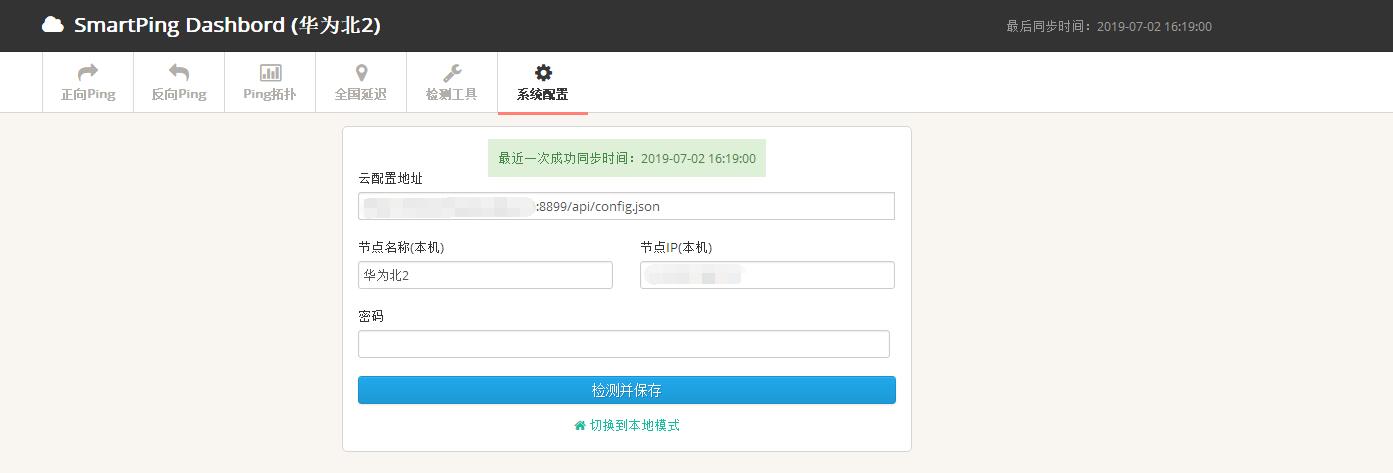 SmartPing Dashbord (华为北2)
最后同步时间：2019-07-02 16:19:00
正向Ping
反向Ping
Ping拓扑
全国延迟
检测工具
系统配置
最近一次成功同步时间：2019-07-02 16:19:00
云配置地址
:8899/api/config.json
节点名称(本机)
节点IP(本机)
华为北2
密码
检测并保存
切换到本地模式